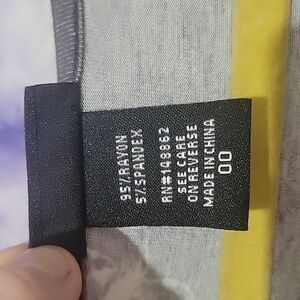 95% RAYON
5% SPANDEX
RN#148862
SEE CARE
ON REVERSE
MADE IN CHINA
00